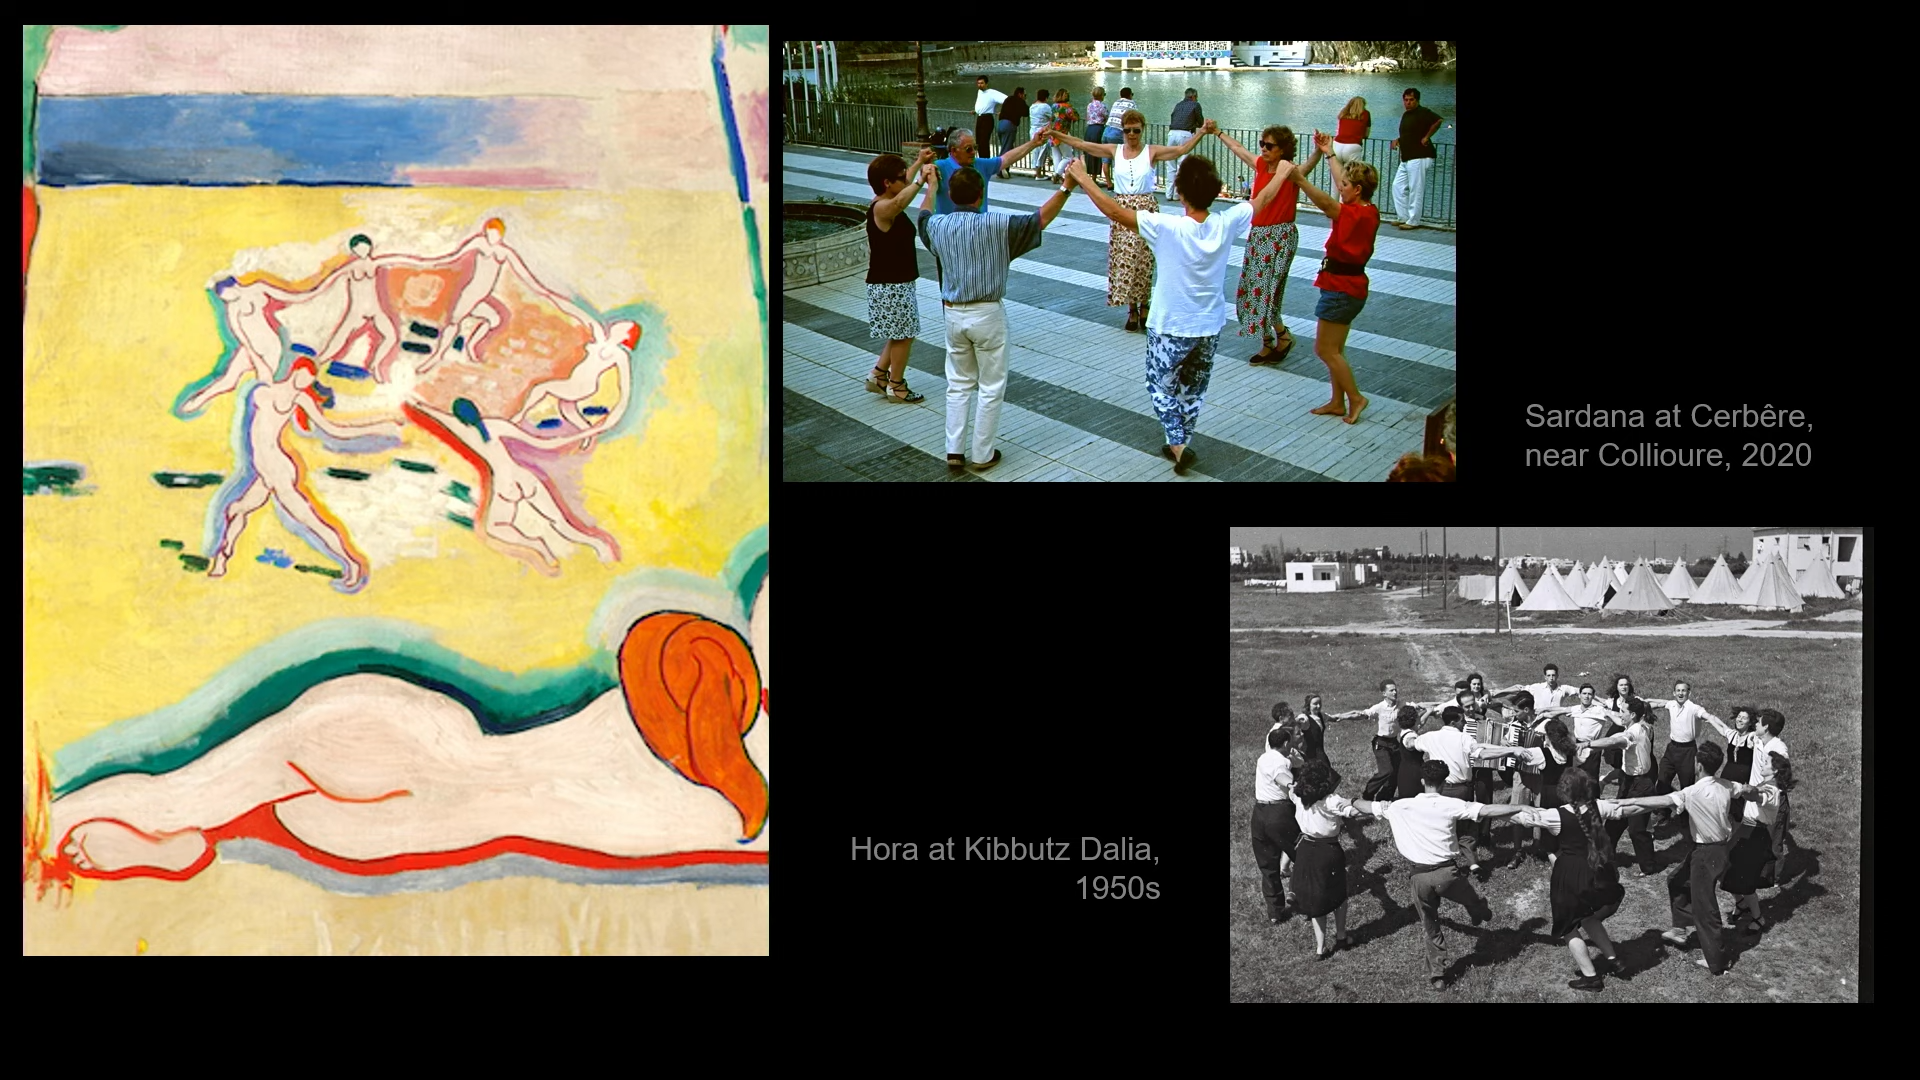 Sardana at Cerbêre,
near Collioure, 2020
Hora at Kibbutz Dalia,
1950s